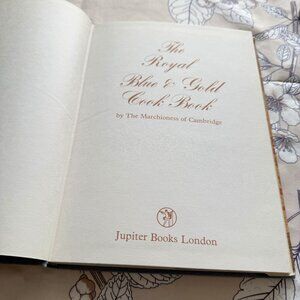 The
Royal
Blue & Gold
Cook Book
by The Marchioness of Cambridge
Jupiter Books London